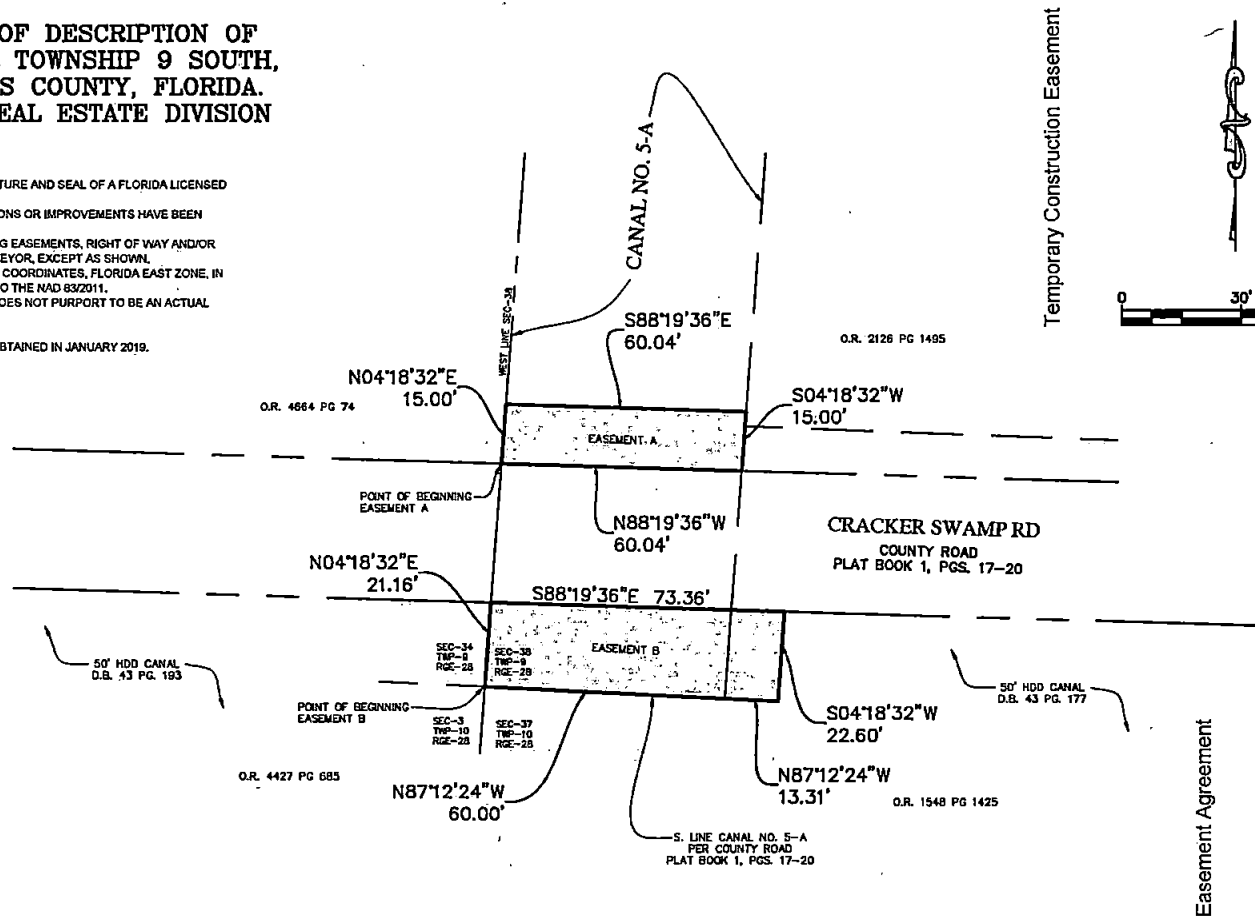 OF DESCRIPTION OF
TOWNSHIP 9 SOUTH,
S COUNTY, FLORIDA.
EAL ESTATE DIVISION
TURE AND SEAL OF A FLORIDA LICENSED
ONS OR IMPROVEMENTS HAVE BEEN
G EASEMENTS, RIGHT OF WAY AND/OR
EYOR, EXCEPT AS SHOWN.
COORDINATES, FLORIDA EAST ZONE, IN
O THE NAD 83/2011.
OES NOT PURPORT TO BE AN ACTUAL
BTAINED IN JANUARY 2019.
Temporary Construction Easement
0 30'
CANAL NO. 5-A
WEST LINE SEC-38
S88°19'36"E
60.04'
O.R. 2126 PG 1495
N04°18'32"E
15.00'
O.R. 4664 PG 74
S04°18'32"W
15.00'
EASEMENT A
POINT OF BEGINNING
EASEMENT A
N88°19'36"W
60.04'
CRACKER SWAMP RD
COUNTY ROAD
PLAT BOOK 1, PGS. 17-20
N04°18'32"E
21.16'
S88°19'36"E 73.36'
EASEMENT B
SEC-34
TWP-9
RGE-28
SEC-38
TWP-9
RGE-28
50' HDD CANAL
D.B. 43 PG. 193
50' HDD CANAL
D.B. 43 PG. 177
POINT OF BEGINNING
EASEMENT B
SEC-3
TWP-10
RGE-28
SEC-37
TWP-10
RGE-28
S04°18'32"W
22.60'
O.R. 4427 PG 685
N87°12'24"W
60.00'
N87°12'24"W
13.31'
O.R. 1548 PG 1425
S. LINE CANAL NO. 5-A
PER COUNTY ROAD
PLAT BOOK 1, PGS. 17-20
Easement Agreement